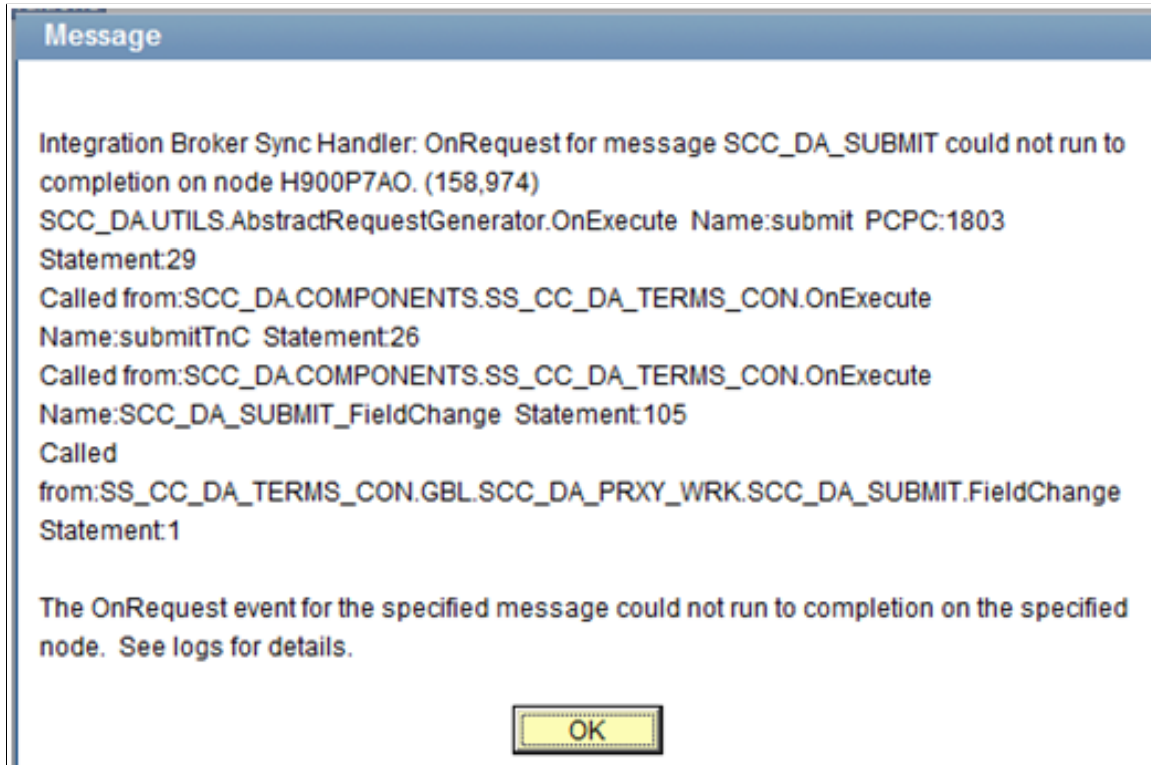 Message
Integration Broker Sync Handler: OnRequest for message SCC_DA_SUBMIT could not run to
completion on node H900P7AO. (158,974)
SCC_DA.UTILS.AbstractRequestGenerator.OnExecute Name:submit PCPC:1803
Statement:29
Called from:SCC_DA.COMPONENTS.SS_CC_DA_TERMS_CON.OnExecute
Name:submitTnC Statement:26
Called from:SCC_DA.COMPONENTS.SS_CC_DA_TERMS_CON.OnExecute
Name:SCC_DA_SUBMIT_FieldChange Statement:105
Called
from:SS_CC_DA_TERMS_CON.GBL.SCC_DA_PRXY_WRK.SCC_DA_SUBMIT.FieldChange
Statement:1
The OnRequest event for the specified message could not run to completion on the specified
node. See logs for details.
OK